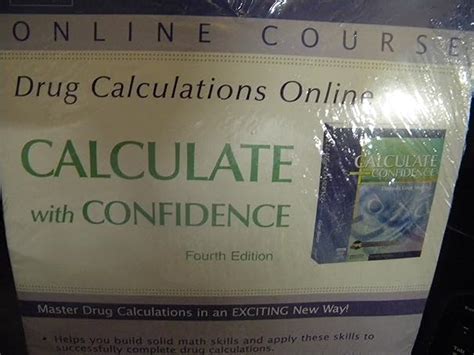 ONLINE COURSE
Drug Calculations Online
CALCULATE
with CONFIDENCE
Fourth Edition
CALCULATE
with CONFIDENCE
Master Drug Calculations in an EXCITING New Way!
• Helps you build solid math skills and apply these skills to
successfully complete drug calculations.